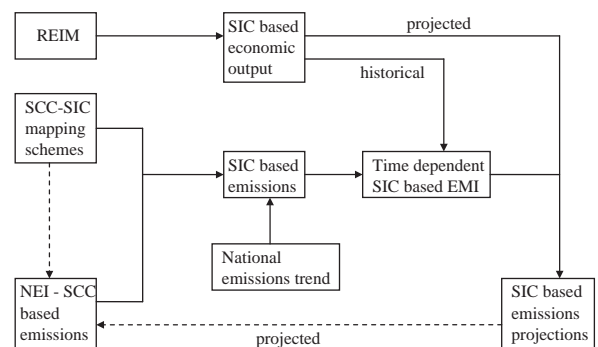 REIM
SIC based
economic
output
projected
historical
SCC-SIC
mapping
schemes
SIC based
emissions
Time dependent
SIC based EMI
National
emissions trend
NEI - SCC
based
emissions
SIC based
emissions
projections
projected